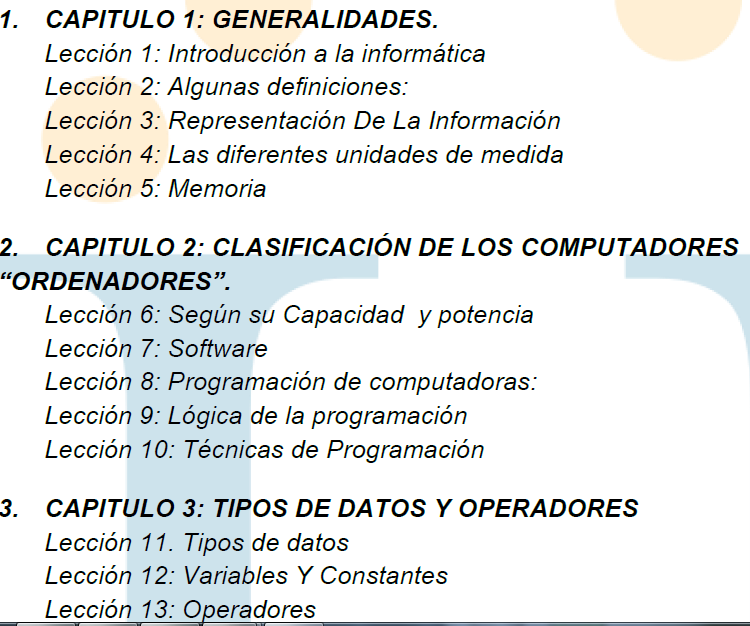 1. CAPITULO 1: GENERALIDADES.
Lección 1: Introducción a la informática
Lección 2: Algunas definiciones:
Lección 3: Representación De La Información
Lección 4: Las diferentes unidades de medida
Lección 5: Memoria
2. CAPITULO 2: CLASIFICACIÓN DE LOS COMPUTADORES
“ORDENADORES”.
Lección 6: Según su Capacidad y potencia
Lección 7: Software
Lección 8: Programación de computadoras:
Lección 9: Lógica de la programación
Lección 10: Técnicas de Programación
3. CAPITULO 3: TIPOS DE DATOS Y OPERADORES
Lección 11. Tipos de datos
Lección 12: Variables Y Constantes
Lección 13: Operadores